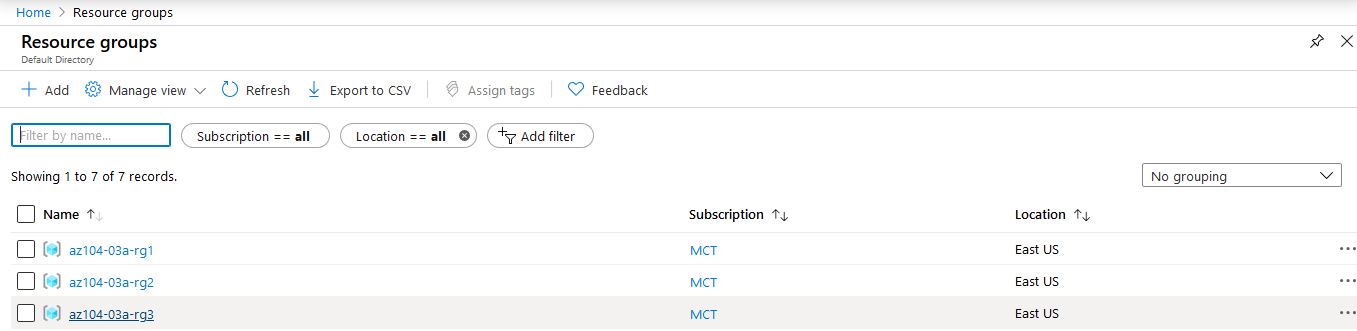 Home > Resource groups
Resource groups
Default Directory
Add Manage view Refresh Export to CSV Assign tags Feedback
Filter by name... Subscription == all Location == all Add filter
Showing 1 to 7 of 7 records. No grouping
Name Subscription Location
az104-03a-rg1 MCT East US
az104-03a-rg2 MCT East US
az104-03a-rg3 MCT East US